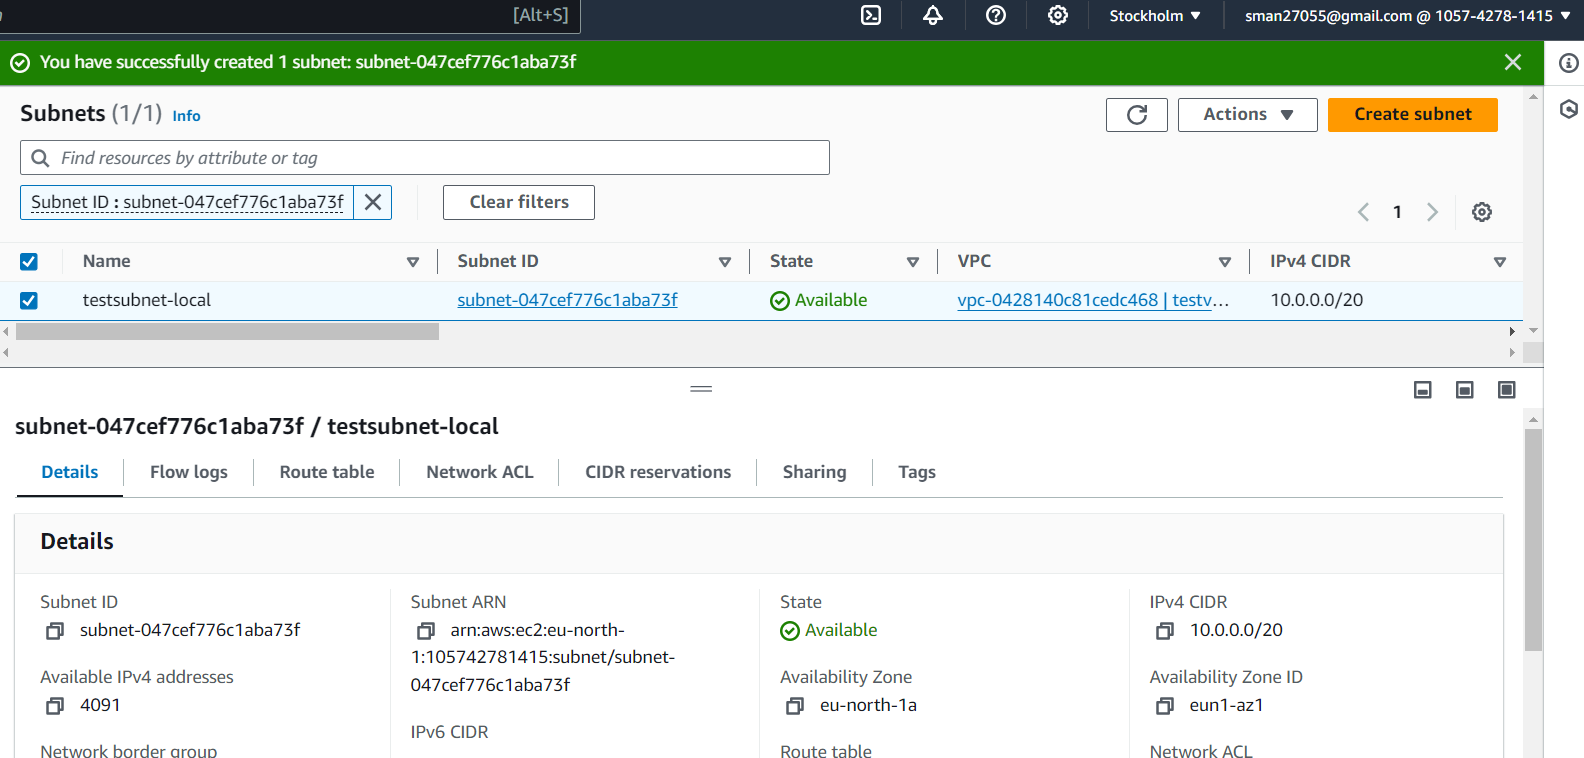 [Alt+S]
Stockholm
sman27055@gmail.com @ 1057-4278-1415
You have successfully created 1 subnet: subnet-047cef776c1aba73f
Subnets (1/1) Info
Actions
Create subnet
Find resources by attribute or tag
Subnet ID : subnet-047cef776c1aba73f
Clear filters
1
Name Subnet ID State VPC IPv4 CIDR
testsubnet-local subnet-047cef776c1aba73f Available vpc-0428140c81cedc468 | testv… 10.0.0.0/20
subnet-047cef776c1aba73f / testsubnet-local
Details Flow logs Route table Network ACL CIDR reservations Sharing Tags
Details
Subnet ID
subnet-047cef776c1aba73f
Available IPv4 addresses
4091
Network border group
Subnet ARN
arn:aws:ec2:eu-north-
1:105742781415:subnet/subnet-
047cef776c1aba73f
IPv6 CIDR
State
Available
Availability Zone
eu-north-1a
Route table
IPv4 CIDR
10.0.0.0/20
Availability Zone ID
eun1-az1
Network ACL